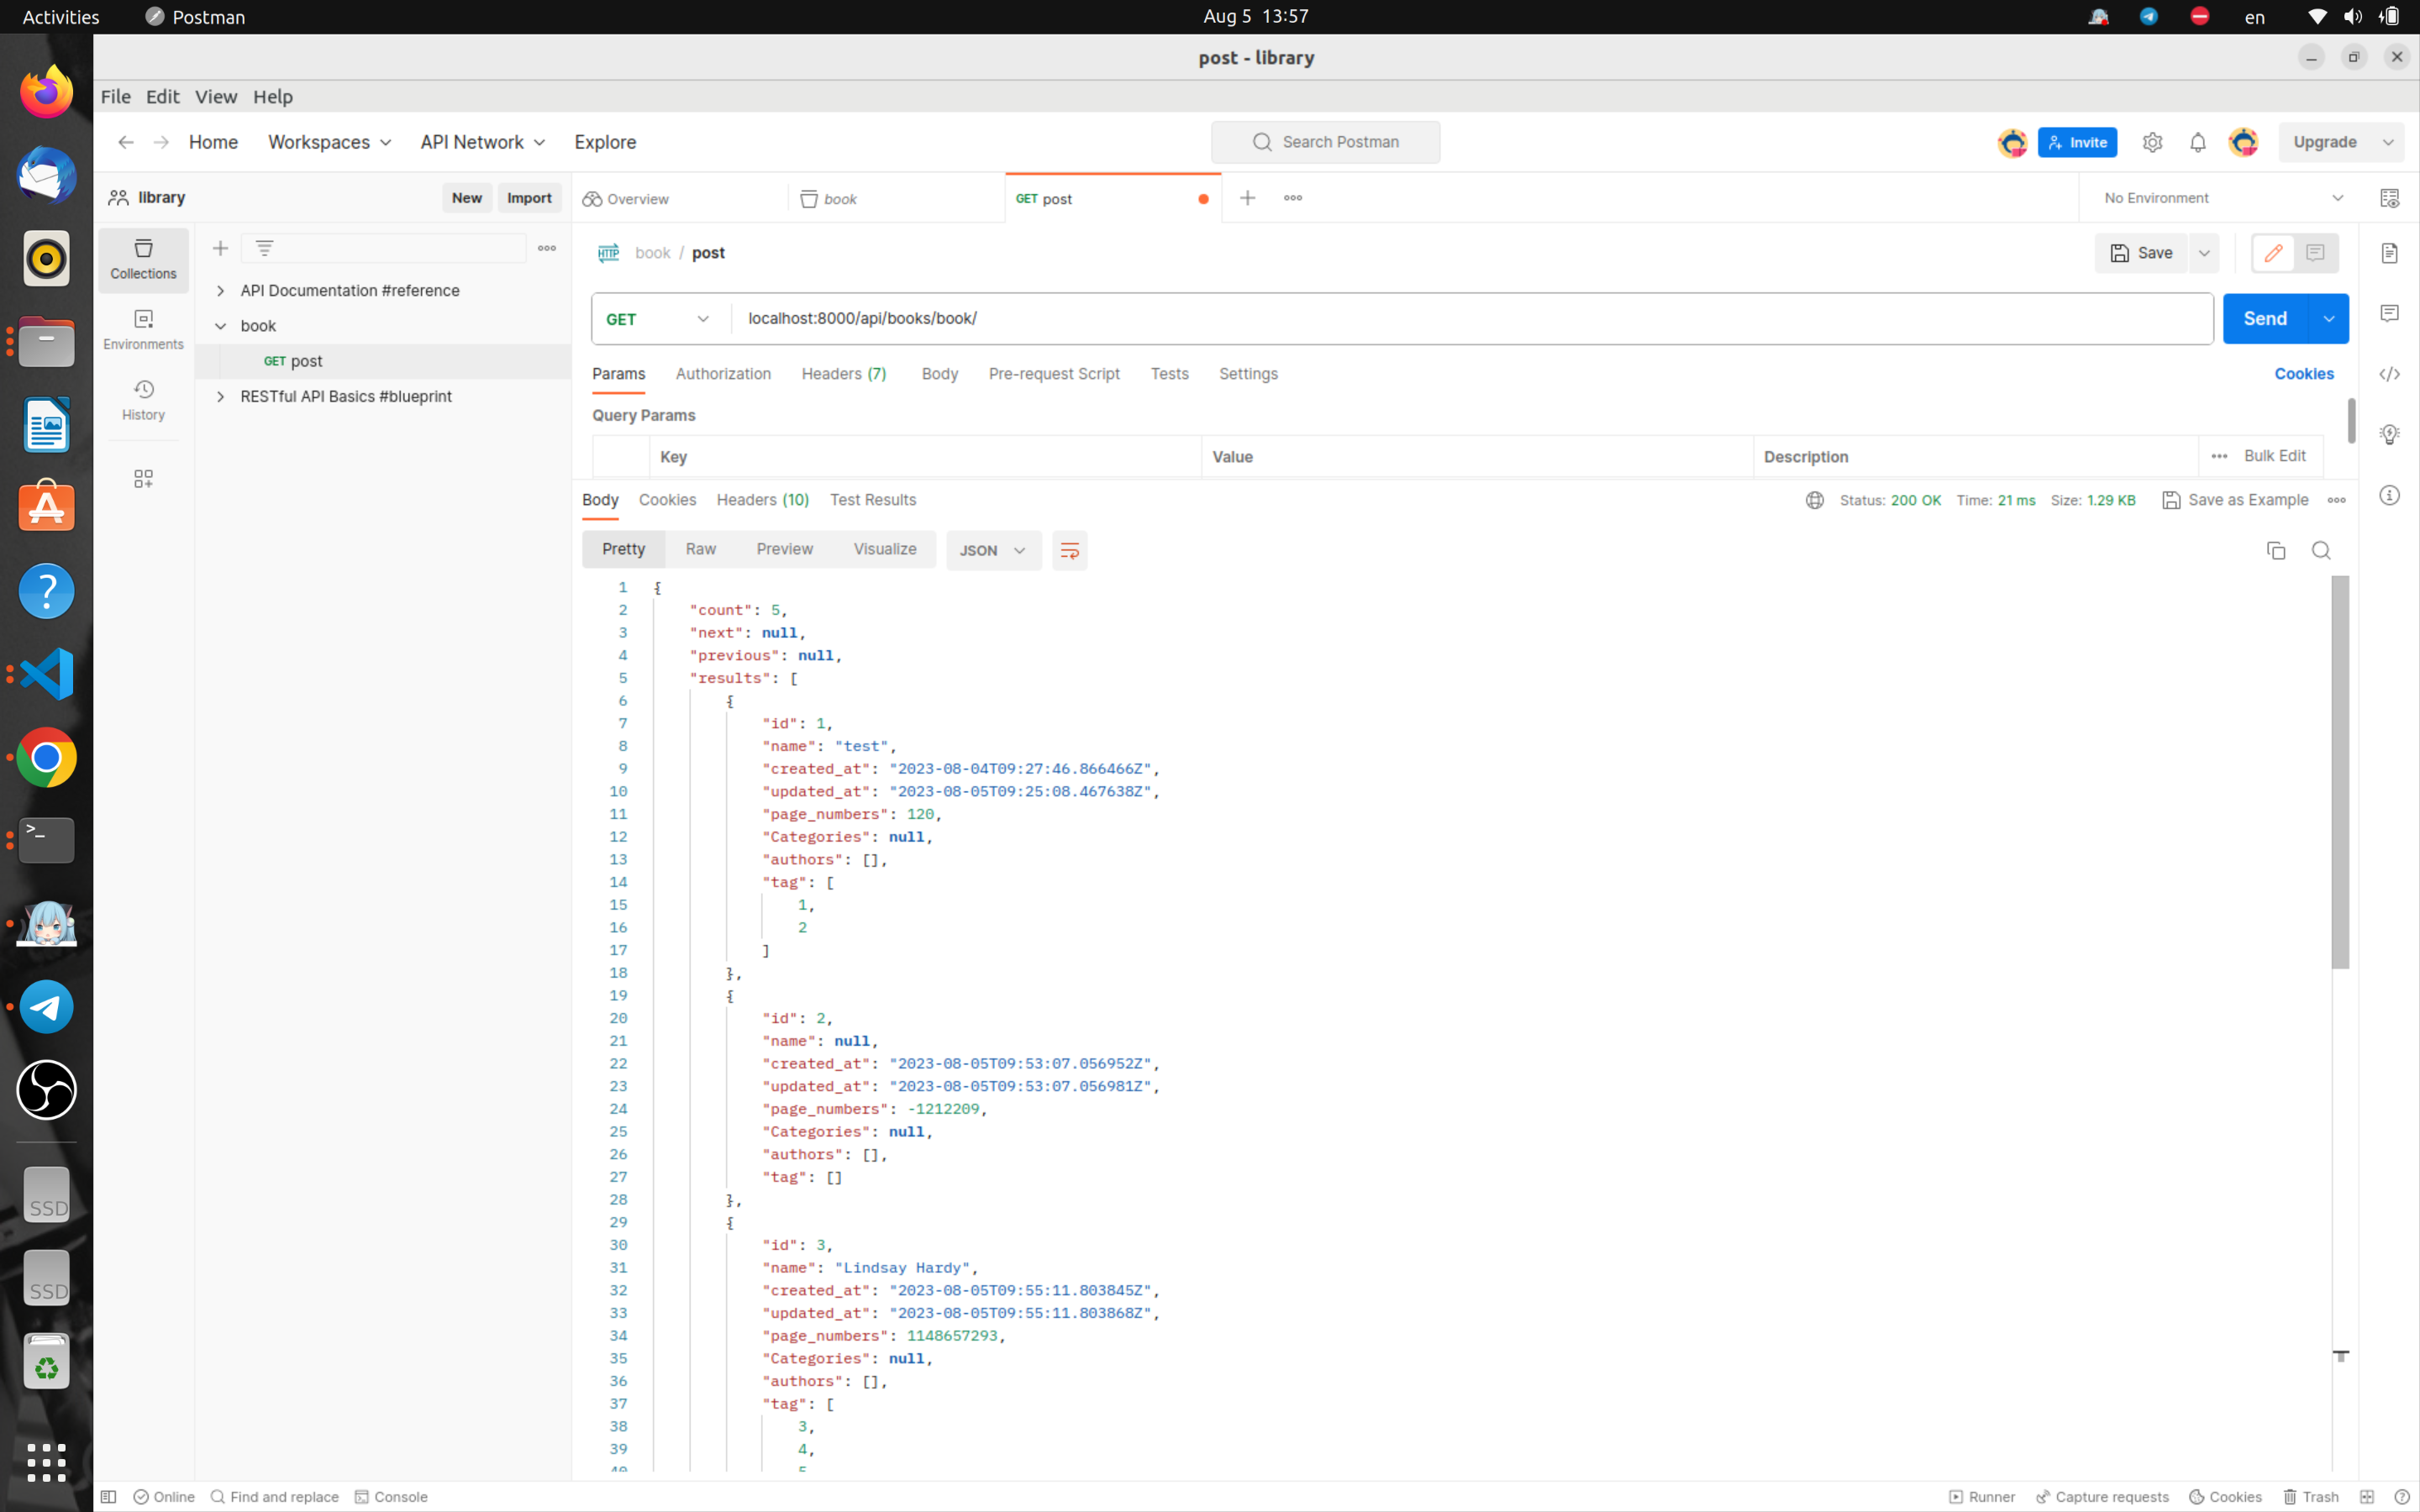 Activities Postman Aug 5 13:57 en
post - library
File Edit View Help
Home Workspaces API Network Explore Search Postman Invite Upgrade
library New Import Overview book GET post No Environment
Collections
Environments
History
API Documentation #reference
book
GET post
RESTful API Basics #blueprint
HTTP book / post Save
GET localhost:8000/api/books/book/ Send
Params Authorization Headers (7) Body Pre-request Script Tests Settings Cookies
Query Params
Key Value Description Bulk Edit
Body Cookies Headers (10) Test Results Status: 200 OK Time: 21 ms Size: 1.29 KB Save as Example
Pretty Raw Preview Visualize JSON
1 {
2 "count": 5,
3 "next": null,
4 "previous": null,
5 "results": [
6 {
7 "id": 1,
8 "name": "test",
9 "created_at": "2023-08-04T09:27:46.866466Z",
10 "updated_at": "2023-08-05T09:25:08.467638Z",
11 "page_numbers": 120,
12 "Categories": null,
13 "authors": [],
14 "tag": [
15 1,
16 2
17 ]
18 },
19 {
20 "id": 2,
21 "name": null,
22 "created_at": "2023-08-05T09:53:07.056952Z",
23 "updated_at": "2023-08-05T09:53:07.056981Z",
24 "page_numbers": -1212209,
25 "Categories": null,
26 "authors": [],
27 "tag": []
28 },
29 {
30 "id": 3,
31 "name": "Lindsay Hardy",
32 "created_at": "2023-08-05T09:55:11.803845Z",
33 "updated_at": "2023-08-05T09:55:11.803868Z",
34 "page_numbers": 1148657293,
35 "Categories": null,
36 "authors": [],
37 "tag": [
38 3,
39 4,
SSD
SSD
Online Find and replace Console Runner Capture requests Cookies Trash